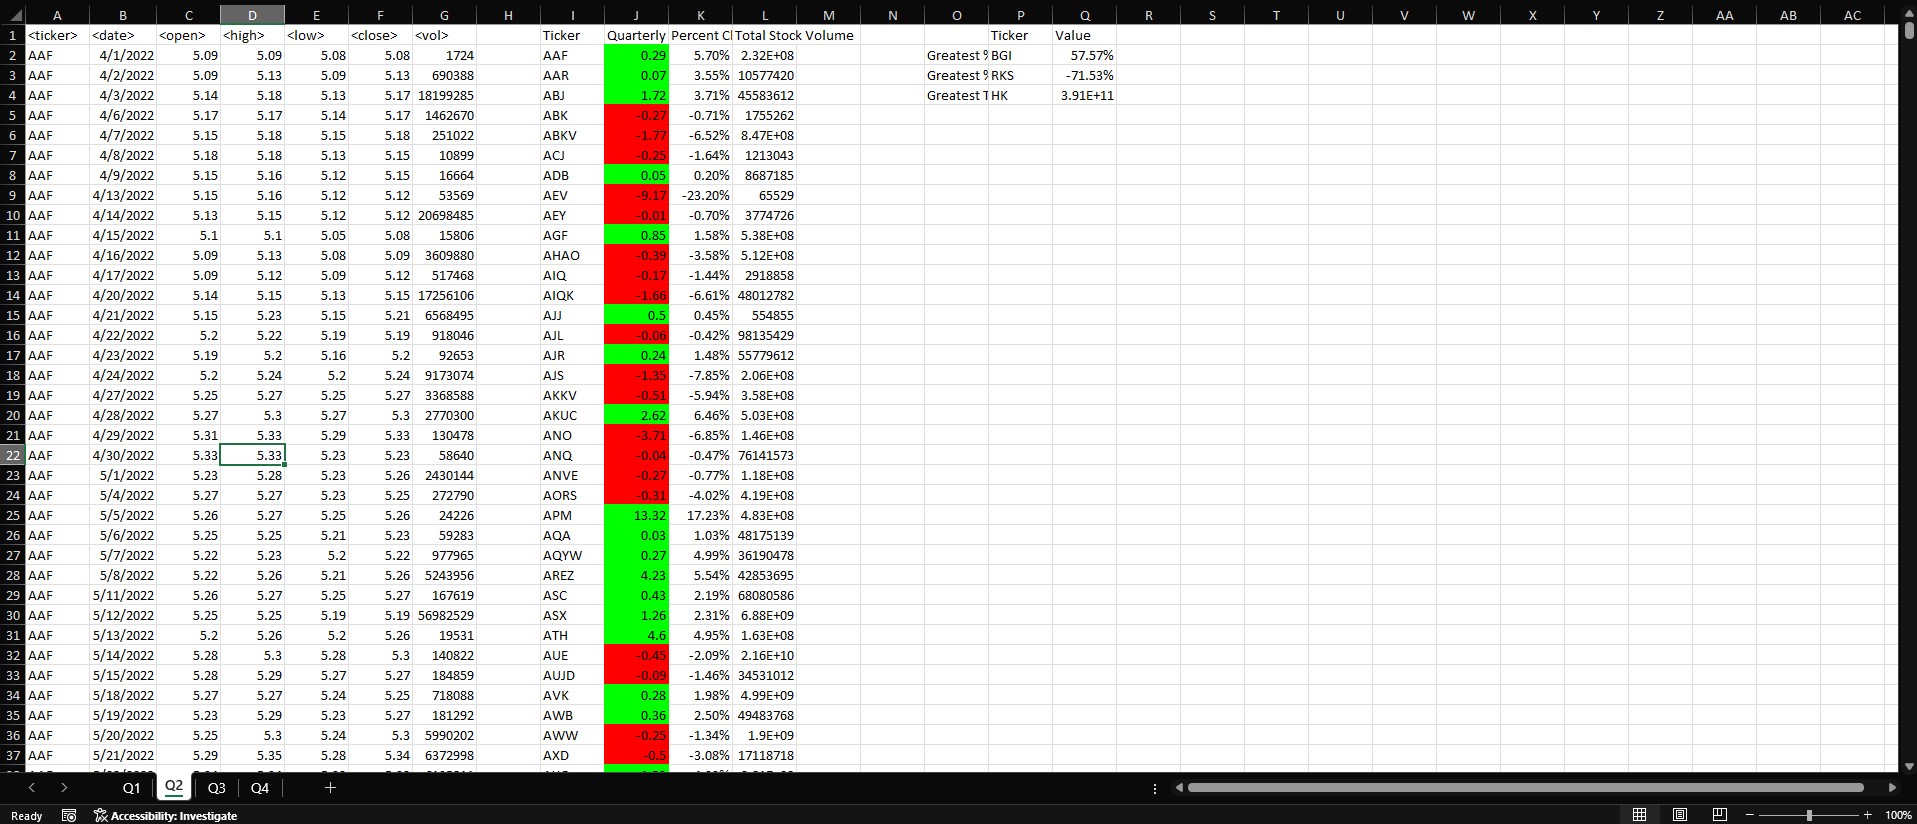 A B C D E F G H I J K L M N O P Q R S T U V W X Y Z AA AB AC
1 <ticker> <date> <open> <high> <low> <close> <vol> Ticker Quarterly Percent Cl Total Stock Volume Ticker Value
2 AAF 4/1/2022 5.09 5.09 5.08 5.08 1724 AAF 0.29 5.70% 2.32E+08 Greatest % BGI 57.57%
3 AAF 4/2/2022 5.09 5.13 5.09 5.13 690388 AAR 0.07 3.55% 10577420 Greatest % RKS -71.53%
4 AAF 4/3/2022 5.14 5.18 5.13 5.17 18199285 ABJ 1.72 3.71% 45583612 Greatest T HK 3.91E+11
5 AAF 4/6/2022 5.17 5.17 5.14 5.17 1462670 ABK -0.27 -0.71% 1755262
6 AAF 4/7/2022 5.15 5.18 5.15 5.18 251022 ABKV -1.77 -6.52% 8.47E+08
7 AAF 4/8/2022 5.18 5.18 5.13 5.15 10899 ACJ -0.25 -1.64% 1213043
8 AAF 4/9/2022 5.15 5.16 5.12 5.15 16664 ADB 0.05 0.20% 8687185
9 AAF 4/13/2022 5.15 5.16 5.12 5.12 53569 AEV -9.17 -23.20% 65529
10 AAF 4/14/2022 5.13 5.15 5.12 5.12 20698485 AEY -0.01 -0.70% 3774726
11 AAF 4/15/2022 5.1 5.1 5.05 5.08 15806 AGF 0.85 1.58% 5.38E+08
12 AAF 4/16/2022 5.09 5.13 5.08 5.09 3609880 AHAO -0.39 -3.58% 5.12E+08
13 AAF 4/17/2022 5.09 5.12 5.09 5.12 517468 AIQ -0.17 -1.44% 2918858
14 AAF 4/20/2022 5.14 5.15 5.13 5.15 17256106 AIQK -1.66 -6.61% 48012782
15 AAF 4/21/2022 5.15 5.23 5.15 5.21 6568495 AJJ 0.5 0.45% 554855
16 AAF 4/22/2022 5.2 5.22 5.19 5.19 918046 AJL -0.06 -0.42% 98135429
17 AAF 4/23/2022 5.19 5.2 5.16 5.2 92653 AJR 0.24 1.48% 55779612
18 AAF 4/24/2022 5.2 5.24 5.2 5.24 9173074 AJS -1.35 -7.85% 2.06E+08
19 AAF 4/27/2022 5.25 5.27 5.25 5.27 3368588 AKKV -0.51 -5.94% 3.58E+08
20 AAF 4/28/2022 5.27 5.3 5.27 5.3 2770300 AKUC 2.62 6.46% 5.03E+08
21 AAF 4/29/2022 5.31 5.33 5.29 5.33 130478 ANO -3.71 -6.85% 1.46E+08
22 AAF 4/30/2022 5.33 5.33 5.23 5.23 58640 ANQ -0.04 -0.47% 76141573
23 AAF 5/1/2022 5.23 5.28 5.23 5.26 2430144 ANVE -0.27 -0.77% 1.18E+08
24 AAF 5/4/2022 5.27 5.27 5.23 5.25 272790 AORS -0.31 -4.02% 4.19E+08
25 AAF 5/5/2022 5.26 5.27 5.25 5.26 24226 APM 13.32 17.23% 4.83E+08
26 AAF 5/6/2022 5.25 5.25 5.21 5.23 59283 AQA 0.03 1.03% 48175139
27 AAF 5/7/2022 5.22 5.23 5.2 5.22 977965 AQYW 0.27 4.99% 36190478
28 AAF 5/8/2022 5.22 5.26 5.21 5.26 5243956 AREZ 4.23 5.54% 42853695
29 AAF 5/11/2022 5.26 5.27 5.25 5.27 167619 ASC 0.43 2.19% 68080586
30 AAF 5/12/2022 5.25 5.25 5.19 5.19 56982529 ASX 1.26 2.31% 6.88E+09
31 AAF 5/13/2022 5.2 5.26 5.2 5.26 19531 ATH 4.6 4.95% 1.63E+08
32 AAF 5/14/2022 5.28 5.3 5.28 5.3 140822 AUE -0.45 -2.09% 2.16E+10
33 AAF 5/15/2022 5.28 5.29 5.27 5.27 184859 AUJD -0.09 -1.46% 34531012
34 AAF 5/18/2022 5.27 5.27 5.24 5.25 718088 AVK 0.28 1.98% 4.99E+09
35 AAF 5/19/2022 5.23 5.29 5.23 5.27 181292 AWB 0.36 2.50% 49483768
36 AAF 5/20/2022 5.25 5.3 5.24 5.3 5990202 AWW -0.25 -1.34% 1.9E+09
37 AAF 5/21/2022 5.29 5.35 5.28 5.34 6372998 AXD -0.5 -3.08% 17118718
Q1 Q2 Q3 Q4 +
Ready Accessibility: Investigate 100%